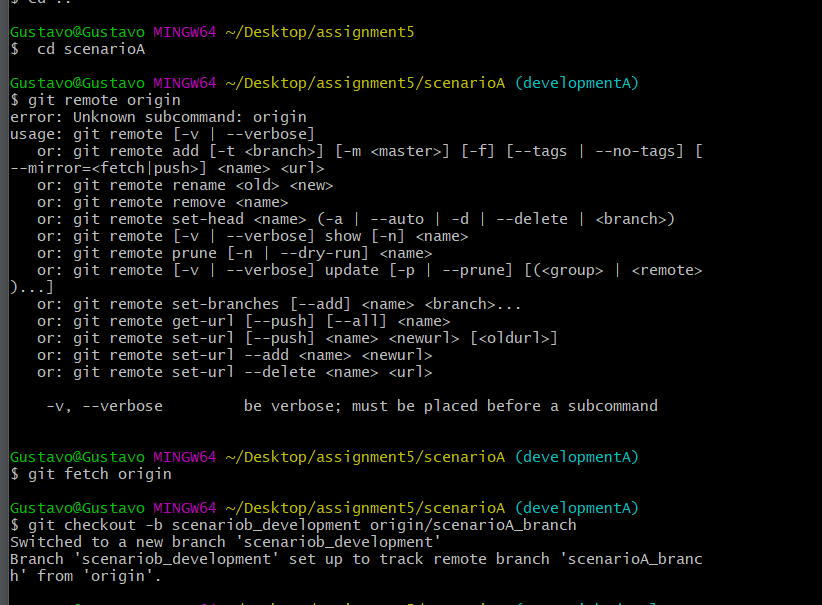 $ cd ..
Gustavo@Gustavo MINGW64 ~/Desktop/assignment5
$  cd scenarioA
Gustavo@Gustavo MINGW64 ~/Desktop/assignment5/scenarioA (developmentA)
$ git remote origin
error: Unknown subcommand: origin
usage: git remote [-v | --verbose]
   or: git remote add [-t <branch>] [-m <master>] [-f] [--tags | --no-tags] [
--mirror=<fetch|push>] <name> <url>
   or: git remote rename <old> <new>
   or: git remote remove <name>
   or: git remote set-head <name> (-a | --auto | -d | --delete | <branch>)
   or: git remote [-v | --verbose] show [-n] <name>
   or: git remote prune [-n | --dry-run] <name>
   or: git remote [-v | --verbose] update [-p | --prune] [(<group> | <remote>
)...]
   or: git remote set-branches [--add] <name> <branch>...
   or: git remote get-url [--push] [--all] <name>
   or: git remote set-url [--push] <name> <newurl> [<oldurl>]
   or: git remote set-url --add <name> <newurl>
   or: git remote set-url --delete <name> <url>
    -v, --verbose         be verbose; must be placed before a subcommand
Gustavo@Gustavo MINGW64 ~/Desktop/assignment5/scenarioA (developmentA)
$ git fetch origin
Gustavo@Gustavo MINGW64 ~/Desktop/assignment5/scenarioA (developmentA)
$ git checkout -b scenariob_development origin/scenarioA_branch
Switched to a new branch 'scenariob_development'
Branch 'scenariob_development' set up to track remote branch 'scenarioA_branc
h' from 'origin'.